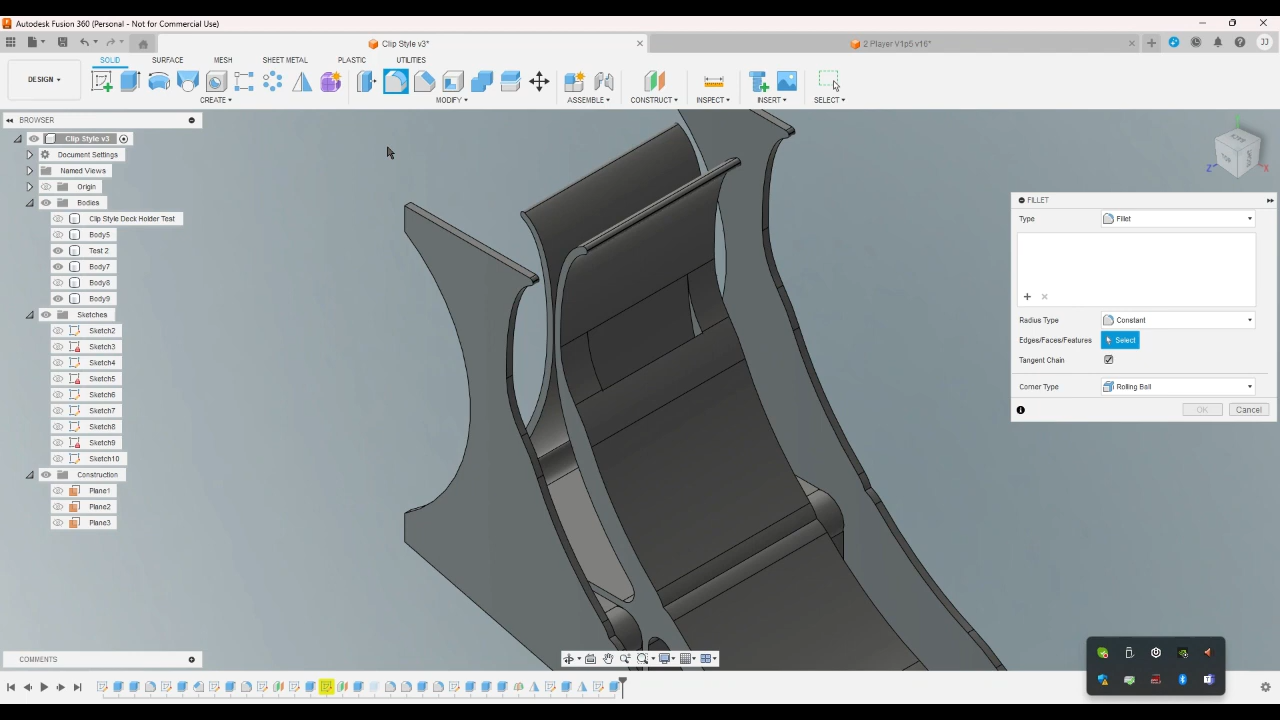 Autodesk Fusion 360 (Personal - Not for Commercial Use)
Clip Style v3*
2 Player V1p5 v16*
JJ
DESIGN
SOLID
SURFACE
MESH
SHEET METAL
PLASTIC
UTILITIES
CREATE
MODIFY
ASSEMBLE
CONSTRUCT
INSPECT
INSERT
SELECT
BROWSER
Clip Style v3
Document Settings
Named Views
Origin
Bodies
Clip Style Deck Holder Test
Body5
Test 2
Body7
Body8
Body9
Sketches
Sketch2
Sketch3
Sketch4
Sketch5
Sketch6
Sketch7
Sketch8
Sketch9
Sketch10
Construction
Plane1
Plane2
Plane3
Z
FILLET
Type
Fillet
Radius Type
Constant
Edges/Faces/Features
Select
Tangent Chain
Corner Type
Rolling Ball
OK
Cancel
COMMENTS